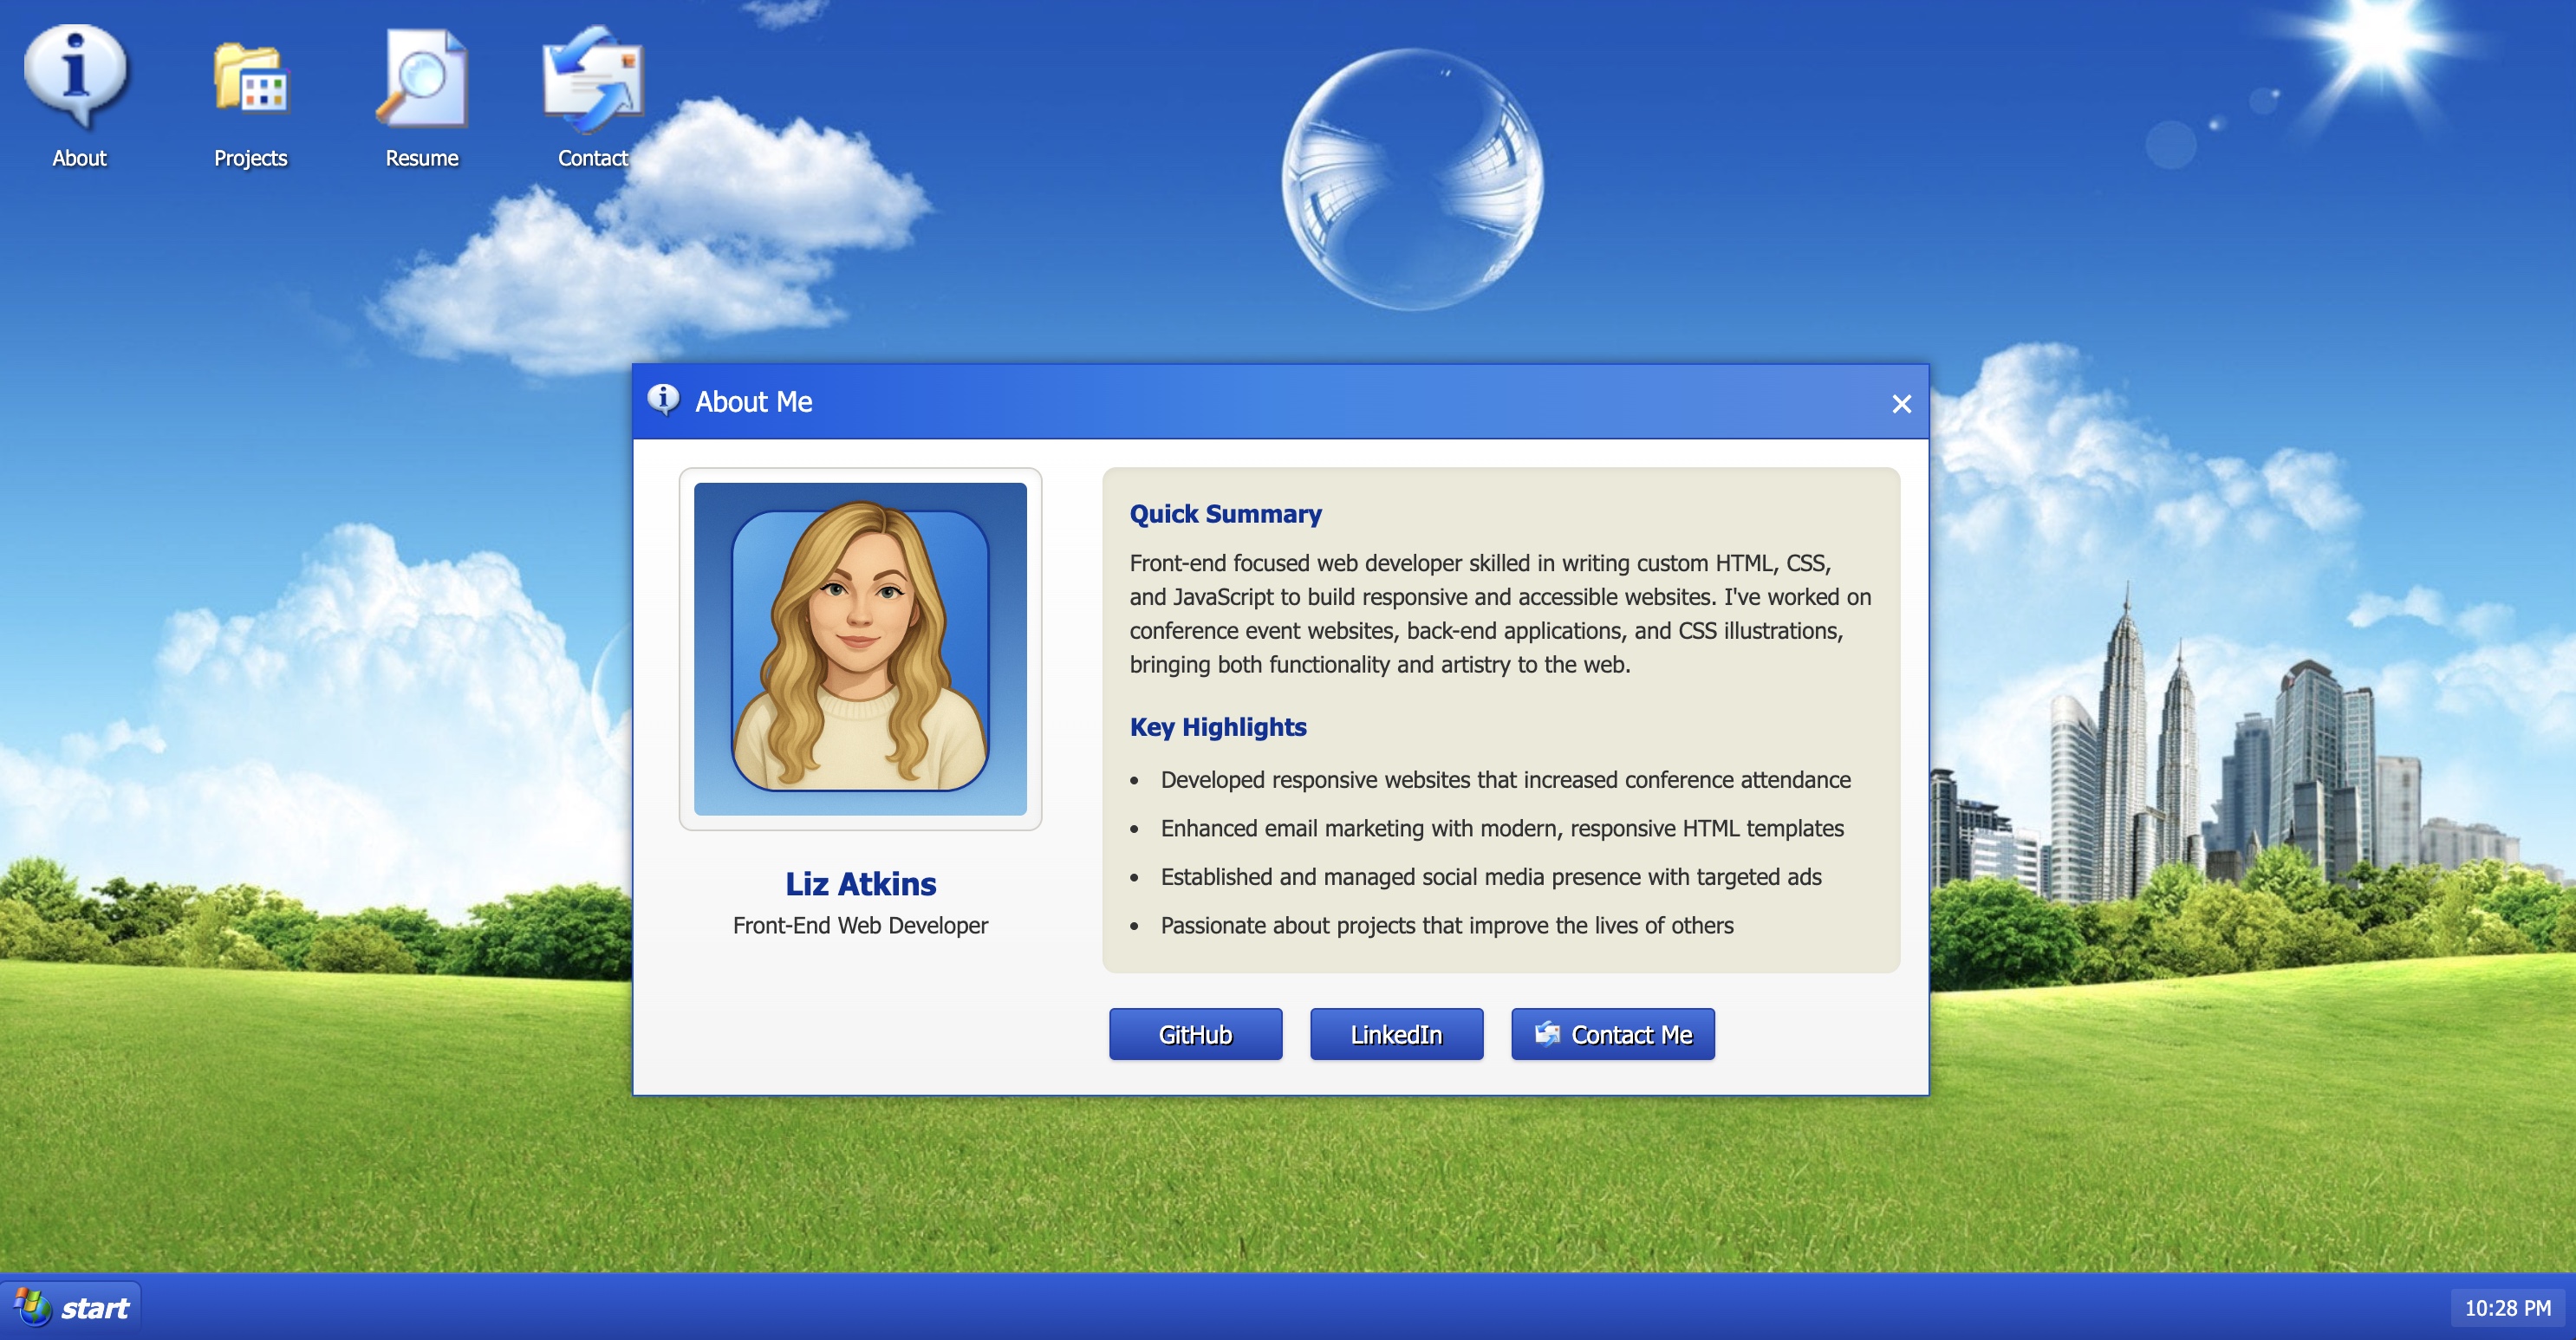 About
Projects
Resume
Contact
About Me
Liz Atkins
Front-End Web Developer
Quick Summary
Front-end focused web developer skilled in writing custom HTML, CSS,
and JavaScript to build responsive and accessible websites. I've worked on
conference event websites, back-end applications, and CSS illustrations,
bringing both functionality and artistry to the web.
Key Highlights
• Developed responsive websites that increased conference attendance
• Enhanced email marketing with modern, responsive HTML templates
• Established and managed social media presence with targeted ads
• Passionate about projects that improve the lives of others
GitHub
LinkedIn
Contact Me
start
10:28 PM